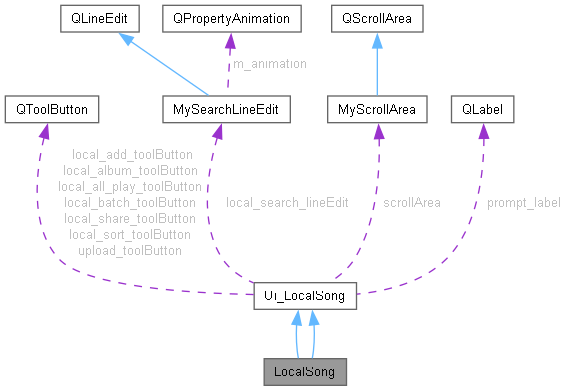 QLineEdit
QPropertyAnimation
QScrollArea
m_animation
QToolButton
MySearchLineEdit
MyScrollArea
QLabel
local_add_toolButton
local_album_toolButton
local_all_play_toolButton
local_batch_toolButton
local_share_toolButton
local_sort_toolButton
upload_toolButton
local_search_lineEdit
scrollArea
prompt_label
Ui_LocalSong
LocalSong